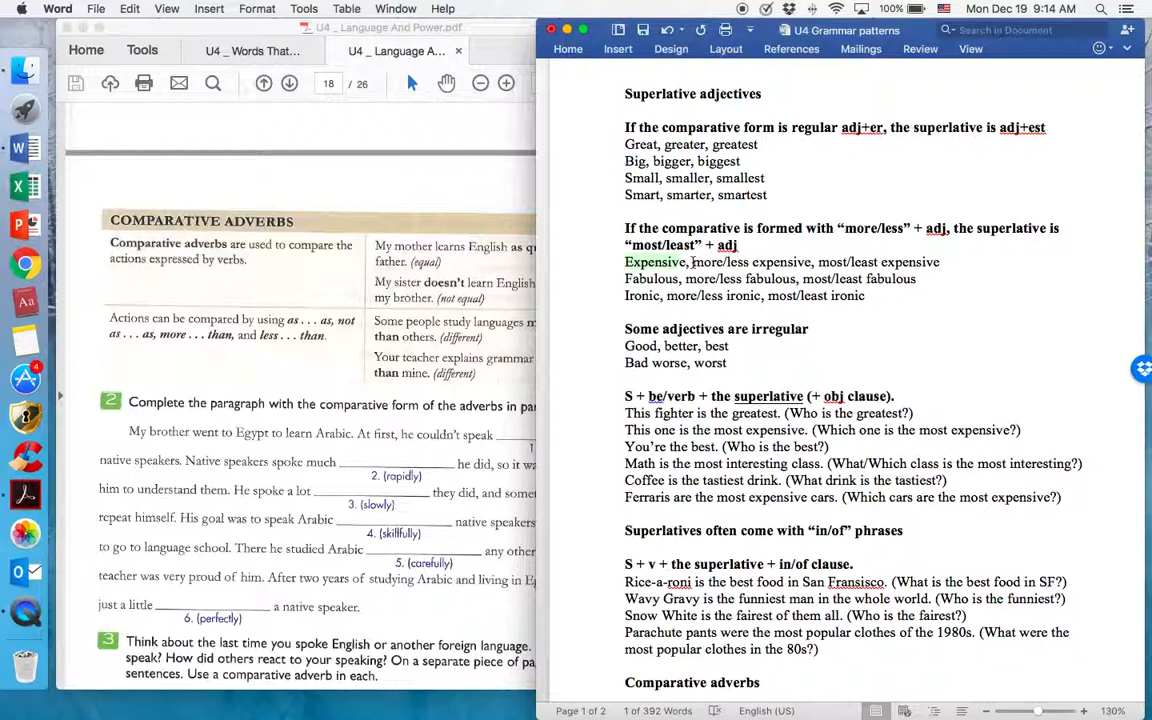 Word File Edit View Insert Format Tools Table Window Help
100% Mon Dec 19 9:14 AM
U4 _ Language And Power.pdf
Home Tools U4 _ Words That... U4 _ Language A... ×
18 / 26
COMPARATIVE ADVERBS
Comparative adverbs are used to compare the
actions expressed by verbs.
My mother learns English as qu
father. (equal)
My sister doesn't learn English
my brother. (not equal)
Actions can be compared by using as . . . as, not
as . . . as, more . . . than, and less . . . than.
Some people study languages m
than others. (different)
Your teacher explains grammar
than mine. (different)
2 Complete the paragraph with the comparative form of the adverbs in par
My brother went to Egypt to learn Arabic. At first, he couldn't speak
1
native speakers. Native speakers spoke much ____________ he did, so it wa
2. (rapidly)
him to understand them. He spoke a lot ____________ they did, and some
3. (slowly)
repeat himself. His goal was to speak Arabic ____________ native speakers
4. (skillfully)
to go to language school. There he studied Arabic ____________ any other
5. (carefully)
teacher was very proud of him. After two years of studying Arabic and living in E
just a little ____________ a native speaker.
6. (perfectly)
3 Think about the last time you spoke English or another foreign language.
speak? How did others react to your speaking? On a separate piece of pa
sentences. Use a comparative adverb in each.
U4 Grammar patterns
Search in Document
Home Insert Design Layout References Mailings Review View
Superlative adjectives
If the comparative form is regular adj+er, the superlative is adj+est
Great, greater, greatest
Big, bigger, biggest
Small, smaller, smallest
Smart, smarter, smartest
If the comparative is formed with “more/less” + adj, the superlative is
“most/least” + adj
Expensive, more/less expensive, most/least expensive
Fabulous, more/less fabulous, most/least fabulous
Ironic, more/less ironic, most/least ironic
Some adjectives are irregular
Good, better, best
Bad worse, worst
S + be/verb + the superlative (+ obj clause).
This fighter is the greatest. (Who is the greatest?)
This one is the most expensive. (Which one is the most expensive?)
You’re the best. (Who is the best?)
Math is the most interesting class. (What/Which class is the most interesting?)
Coffee is the tastiest drink. (What drink is the tastiest?)
Ferraris are the most expensive cars. (Which cars are the most expensive?)
Superlatives often come with “in/of” phrases
S + v + the superlative + in/of clause.
Rice-a-roni is the best food in San Fransisco. (What is the best food in SF?)
Wavy Gravy is the funniest man in the whole world. (Who is the funniest?)
Snow White is the fairest of them all. (Who is the fairest?)
Parachute pants were the most popular clothes of the 1980s. (What were the
most popular clothes in the 80s?)
Comparative adverbs
Page 1 of 2 1 of 392 Words English (US) 130%